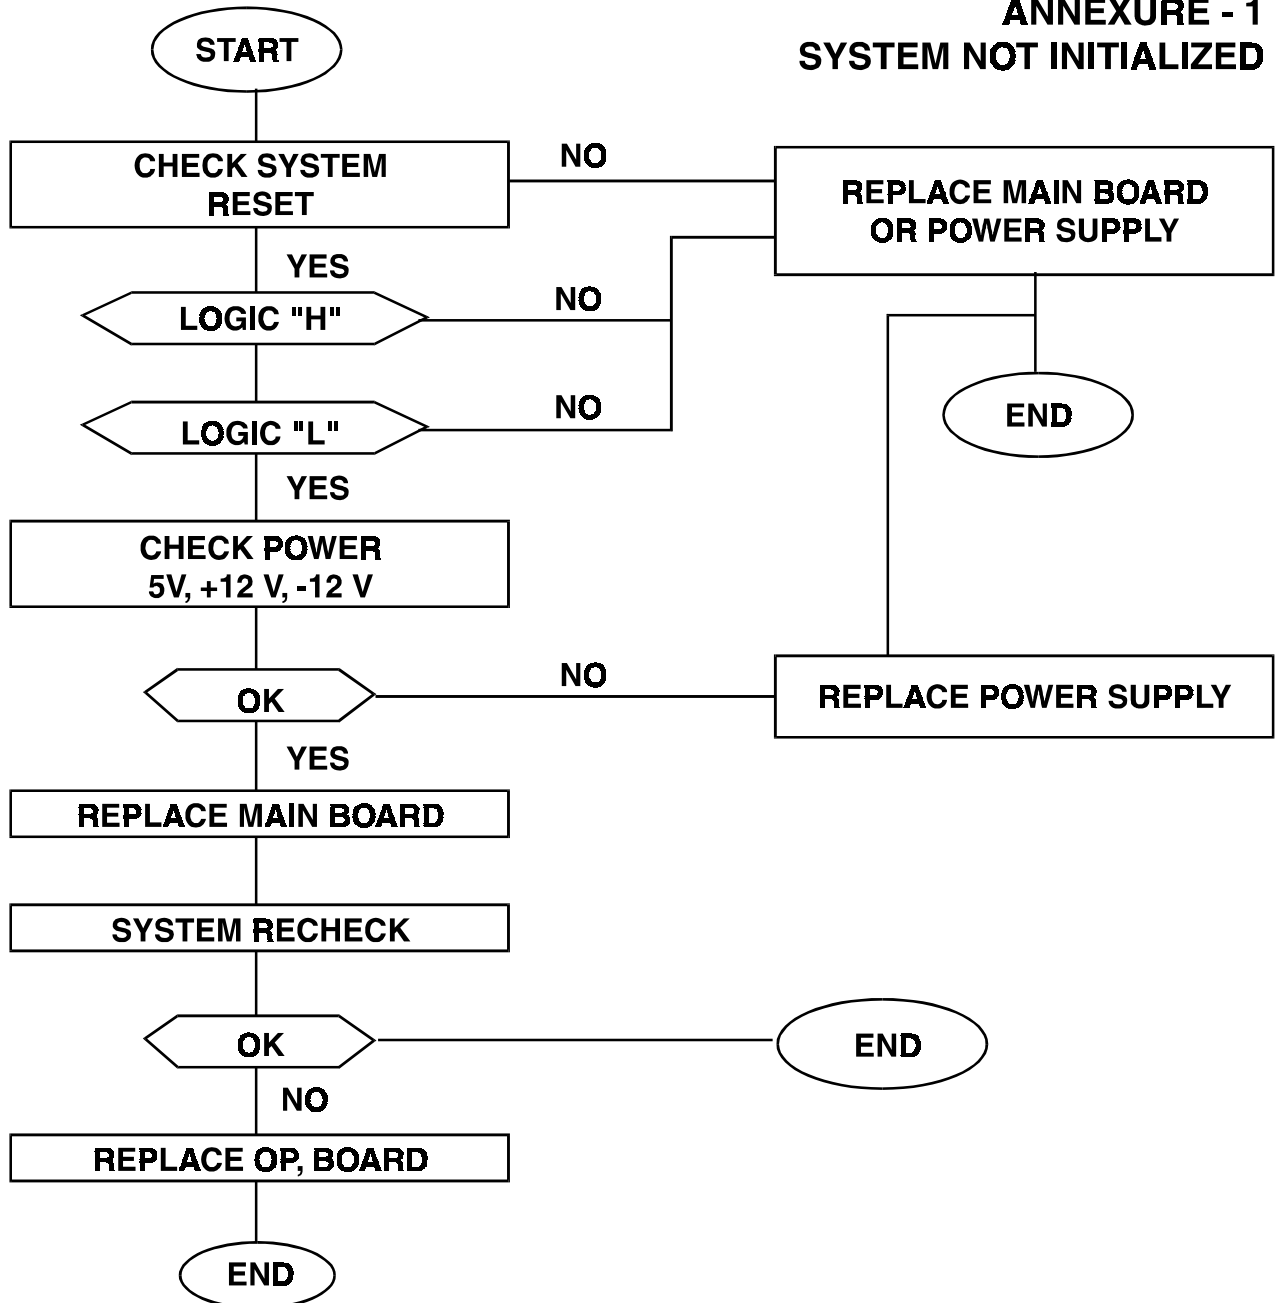 ANNEXURE - 1
SYSTEM NOT INITIALIZED
START
CHECK SYSTEM
RESET
NO
REPLACE MAIN BOARD
OR POWER SUPPLY
YES
LOGIC "H"
NO
LOGIC "L"
NO
END
YES
CHECK POWER
5V, +12 V, -12 V
OK
NO
REPLACE POWER SUPPLY
YES
REPLACE MAIN BOARD
SYSTEM RECHECK
OK
END
NO
REPLACE OP, BOARD
END